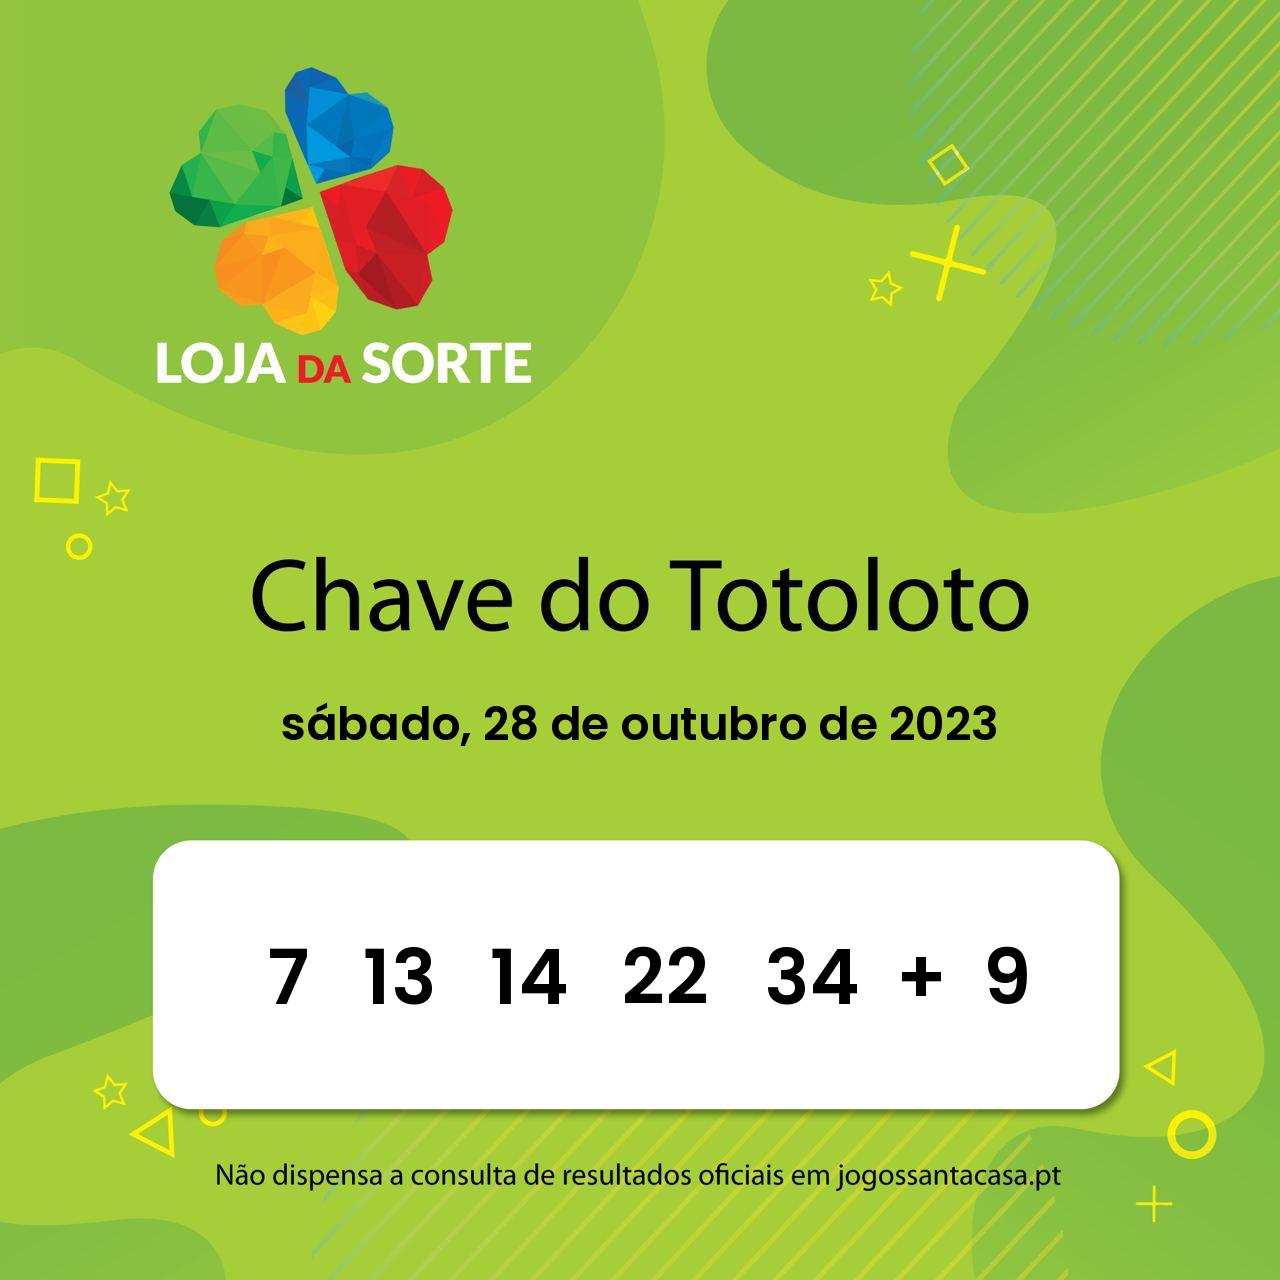 LOJA DA SORTE
Chave do Totoloto
sábado, 28 de outubro de 2023
7 13 14 22 34 + 9
Não dispensa a consulta de resultados oficiais em jogossantacasa.pt